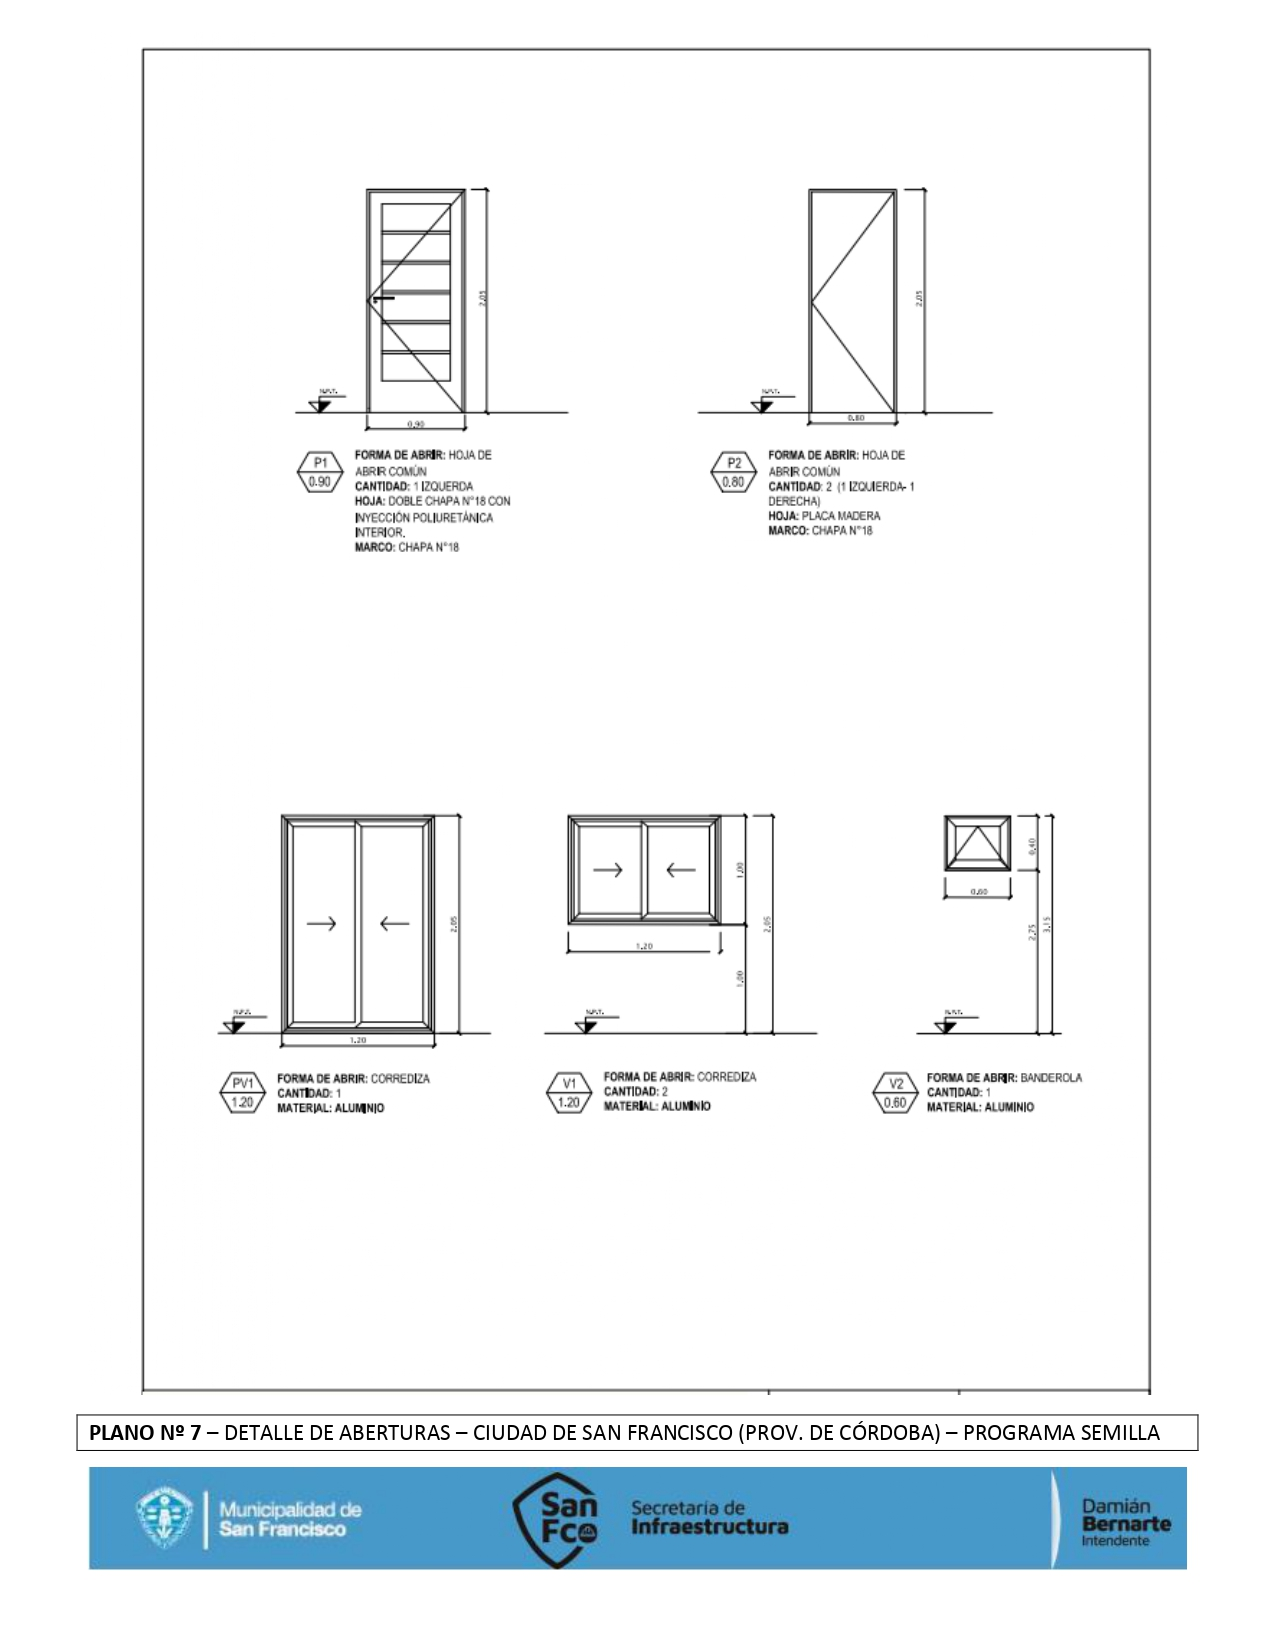 2.05
2.05
N.P.T.
N.P.T.
0.90
0.80
P1
0.90
FORMA DE ABRIR: HOJA DE
ABRIR COMÚN
CANTIDAD: 1 IZQUERDA
HOJA: DOBLE CHAPA N°18 CON
INYECCIÓN POLIURETÁNICA
INTERIOR.
MARCO: CHAPA N°18
P2
0.80
FORMA DE ABRIR: HOJA DE
ABRIR COMÚN
CANTIDAD: 2 (1 IZQUIERDA- 1
DERECHA)
HOJA: PLACA MADERA
MARCO: CHAPA N°18
2.05
N.P.T.
1.20
1.00
2.05
1.20
1.00
N.P.T.
0.40
0.60
2.75
3.15
N.P.T.
PV1
1.20
FORMA DE ABRIR: CORREDIZA
CANTIDAD: 1
MATERIAL: ALUMINIO
V1
1.20
FORMA DE ABRIR: CORREDIZA
CANTIDAD: 2
MATERIAL: ALUMINIO
V2
0.60
FORMA DE ABRIR: BANDEROLA
CANTIDAD: 1
MATERIAL: ALUMINIO
PLANO Nº 7 – DETALLE DE ABERTURAS – CIUDAD DE SAN FRANCISCO (PROV. DE CÓRDOBA) – PROGRAMA SEMILLA
Municipalidad de
San Francisco
San
Fco
Secretaría de
Infraestructura
Damián
Bernarte
Intendente